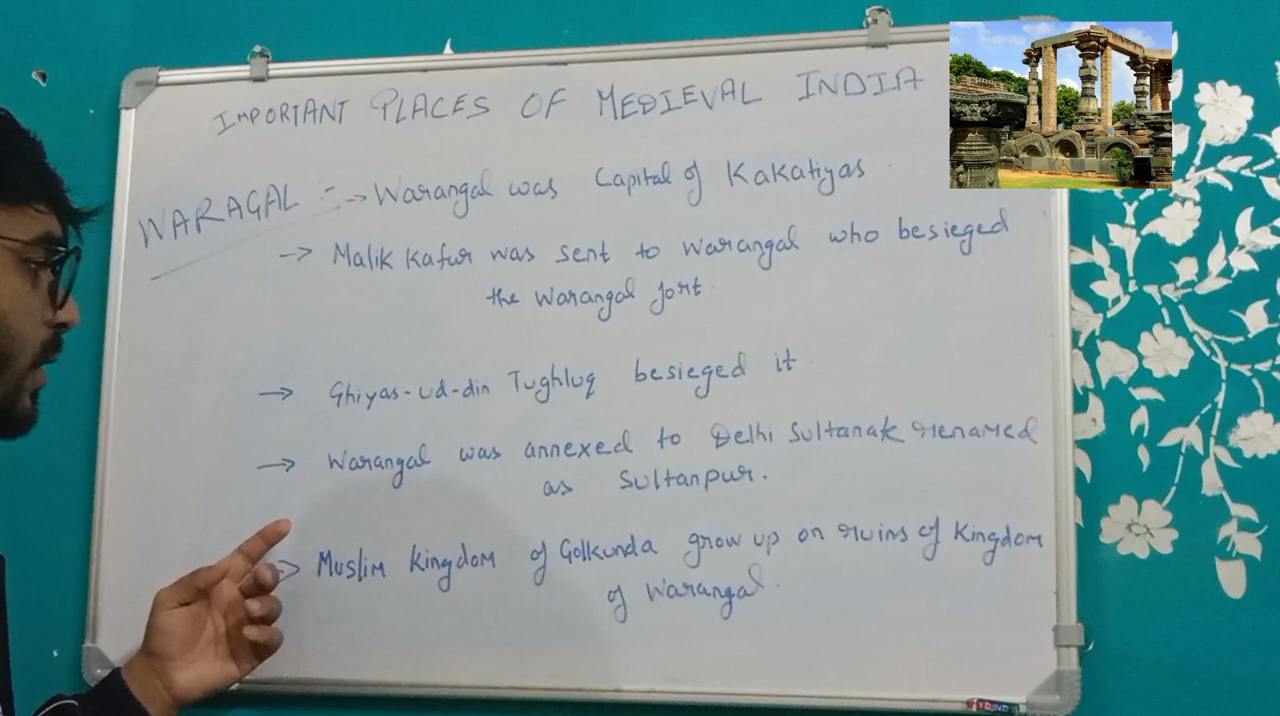 IMPORTANT PLACES OF MEDIEVAL INDIA
WARAGAL :- → Warangal was Capital of Kakatiyas
→ Malik Kafur was sent to Warangal who besieged
the Warangal fort.
→ Ghiyas-ud-din Tughluq besieged it.
→ Warangal was annexed to Delhi Sultanate renamed
as Sultanpur.
→ Muslim Kingdom of Golkunda grow up on ruins of Kingdom
of Warangal.